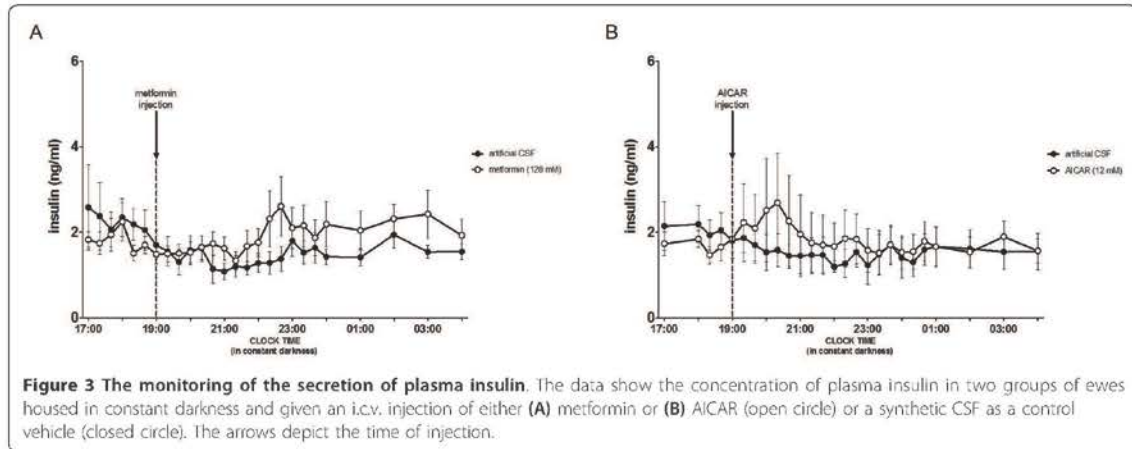 A
B
6
4
2
0
insulin (ng/ml)
metformin
injection
artificial CSF
metformin (128 mM)
17:00 19:00 21:00 23:00 01:00 03:00
CLOCK TIME
(in constant darkness)
6
4
2
0
insulin (ng/ml)
AICAR
injection
artificial CSF
AICAR (12 mM)
17:00 19:00 21:00 23:00 01:00 03:00
CLOCK TIME
(in constant darkness)
Figure 3 The monitoring of the secretion of plasma insulin. The data show the concentration of plasma insulin in two groups of ewes
housed in constant darkness and given an i.c.v. injection of either (A) metformin or (B) AICAR (open circle) or a synthetic CSF as a control
vehicle (closed circle). The arrows depict the time of injection.